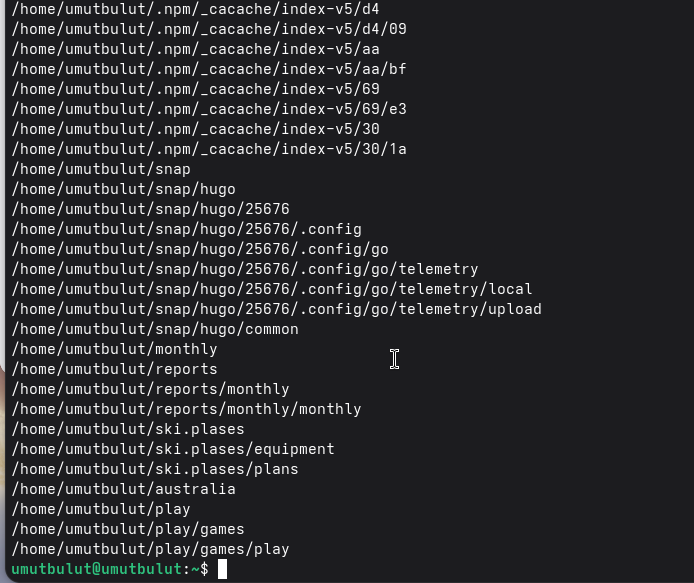 /home/umutbulut/.npm/_cacache/index-v5/d4
/home/umutbulut/.npm/_cacache/index-v5/d4/09
/home/umutbulut/.npm/_cacache/index-v5/aa
/home/umutbulut/.npm/_cacache/index-v5/aa/bf
/home/umutbulut/.npm/_cacache/index-v5/69
/home/umutbulut/.npm/_cacache/index-v5/69/e3
/home/umutbulut/.npm/_cacache/index-v5/30
/home/umutbulut/.npm/_cacache/index-v5/30/1a
/home/umutbulut/snap
/home/umutbulut/snap/hugo
/home/umutbulut/snap/hugo/25676
/home/umutbulut/snap/hugo/25676/.config
/home/umutbulut/snap/hugo/25676/.config/go
/home/umutbulut/snap/hugo/25676/.config/go/telemetry
/home/umutbulut/snap/hugo/25676/.config/go/telemetry/local
/home/umutbulut/snap/hugo/25676/.config/go/telemetry/upload
/home/umutbulut/snap/hugo/common
/home/umutbulut/monthly
/home/umutbulut/reports
/home/umutbulut/reports/monthly
/home/umutbulut/reports/monthly/monthly
/home/umutbulut/ski.plases
/home/umutbulut/ski.plases/equipment
/home/umutbulut/ski.plases/plans
/home/umutbulut/australia
/home/umutbulut/play
/home/umutbulut/play/games
/home/umutbulut/play/games/play
umutbulut@umutbulut:~$